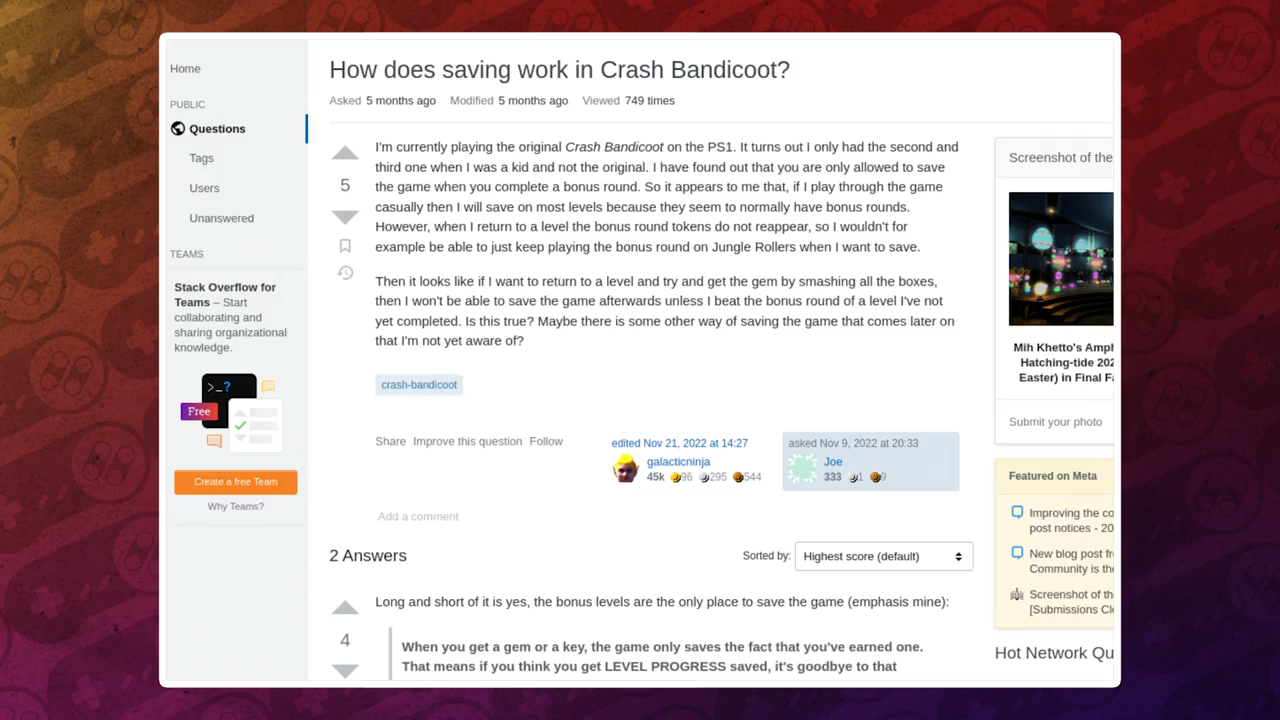 Home
PUBLIC
Questions
Tags
Users
Unanswered
TEAMS
Stack Overflow for
Teams – Start
collaborating and
sharing organizational
knowledge.
>_?
Free
Create a free Team
Why Teams?
How does saving work in Crash Bandicoot?
Asked 5 months ago Modified 5 months ago Viewed 749 times
5
I'm currently playing the original Crash Bandicoot on the PS1. It turns out I only had the second and
third one when I was a kid and not the original. I have found out that you are only allowed to save
the game when you complete a bonus round. So it appears to me that, if I play through the game
casually then I will save on most levels because they seem to normally have bonus rounds.
However, when I return to a level the bonus round tokens do not reappear, so I wouldn't for
example be able to just keep playing the bonus round on Jungle Rollers when I want to save.
Then it looks like if I want to return to a level and try and get the gem by smashing all the boxes,
then I won't be able to save the game afterwards unless I beat the bonus round of a level I've not
yet completed. Is this true? Maybe there is some other way of saving the game that comes later on
that I'm not yet aware of?
crash-bandicoot
Share Improve this question Follow
edited Nov 21, 2022 at 14:27
galacticninja
45k 96 295 544
asked Nov 9, 2022 at 20:33
Joe
333 1 9
Add a comment
2 Answers
Sorted by: Highest score (default)
4
Long and short of it is yes, the bonus levels are the only place to save the game (emphasis mine):
When you get a gem or a key, the game only saves the fact that you've earned one.
That means if you think you get LEVEL PROGRESS saved, it's goodbye to that
Screenshot of the
Mih Khetto's Amph
Hatching-tide 202
Easter) in Final Fa
Submit your photo
Featured on Meta
Improving the co
post notices - 20
New blog post fr
Community is the
Screenshot of th
[Submissions Clo
Hot Network Qu